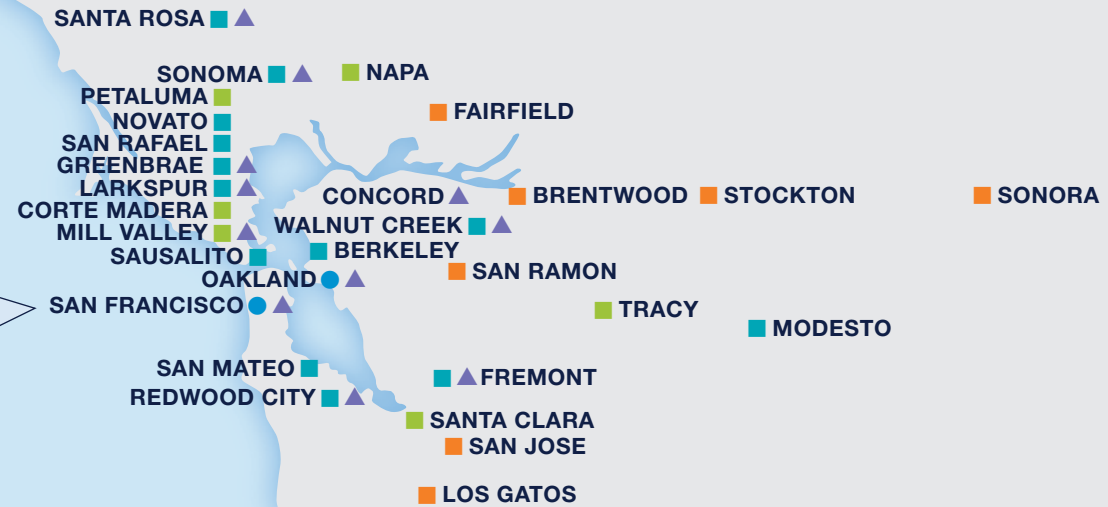 SANTA ROSA
SONOMA
NAPA
PETALUMA
FAIRFIELD
NOVATO
SAN RAFAEL
GREENBRAE
LARKSPUR
CONCORD
BRENTWOOD
STOCKTON
SONORA
CORTE MADERA
WALNUT CREEK
MILL VALLEY
BERKELEY
SAUSALITO
SAN RAMON
OAKLAND
SAN FRANCISCO
TRACY
MODESTO
SAN MATEO
FREMONT
REDWOOD CITY
SANTA CLARA
SAN JOSE
LOS GATOS